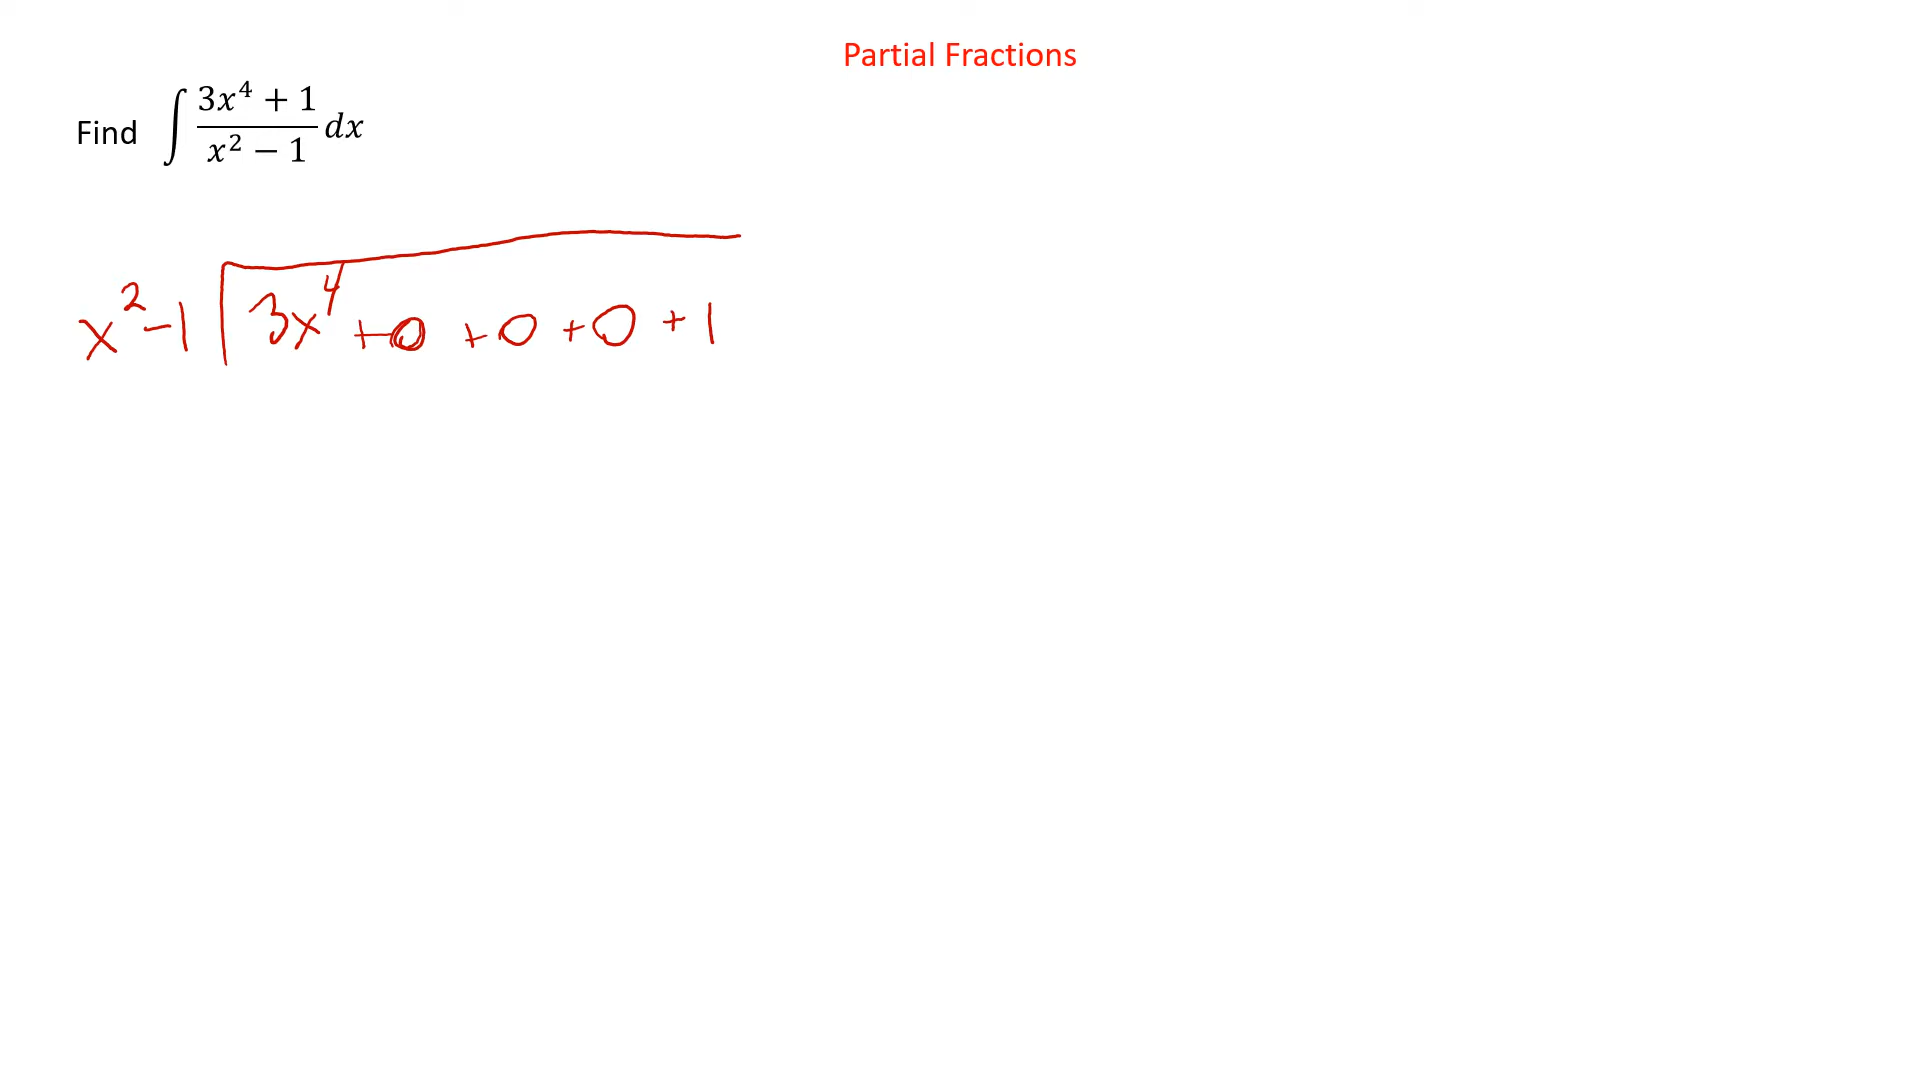 Partial Fractions
Find ∫ (3x⁴ + 1)/(x² − 1) dx
x² − 1 | 3x⁴ + 0 + 0 + 0 + 1